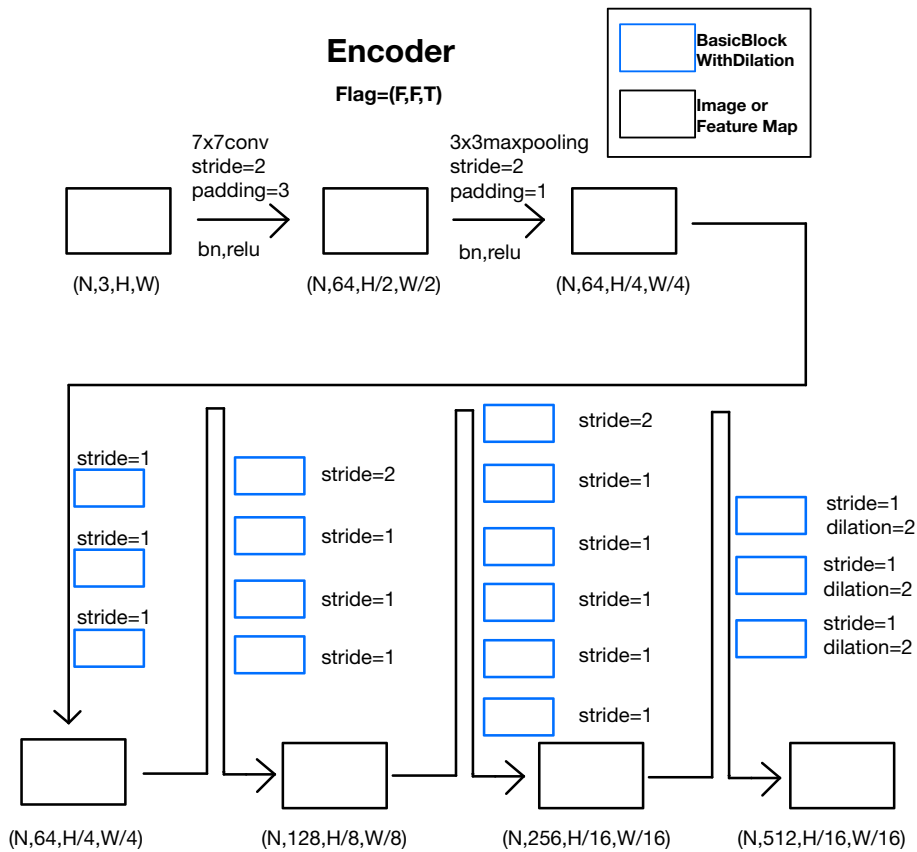 Encoder
Flag=(F,F,T)
BasicBlock
WithDilation
Image or
Feature Map
7x7conv
stride=2
padding=3
bn,relu
3x3maxpooling
stride=2
padding=1
bn,relu
(N,3,H,W)
(N,64,H/2,W/2)
(N,64,H/4,W/4)
stride=1
stride=1
stride=1
stride=2
stride=1
stride=1
stride=1
stride=2
stride=1
stride=1
stride=1
stride=1
stride=1
stride=1
dilation=2
stride=1
dilation=2
stride=1
dilation=2
(N,64,H/4,W/4)
(N,128,H/8,W/8)
(N,256,H/16,W/16)
(N,512,H/16,W/16)